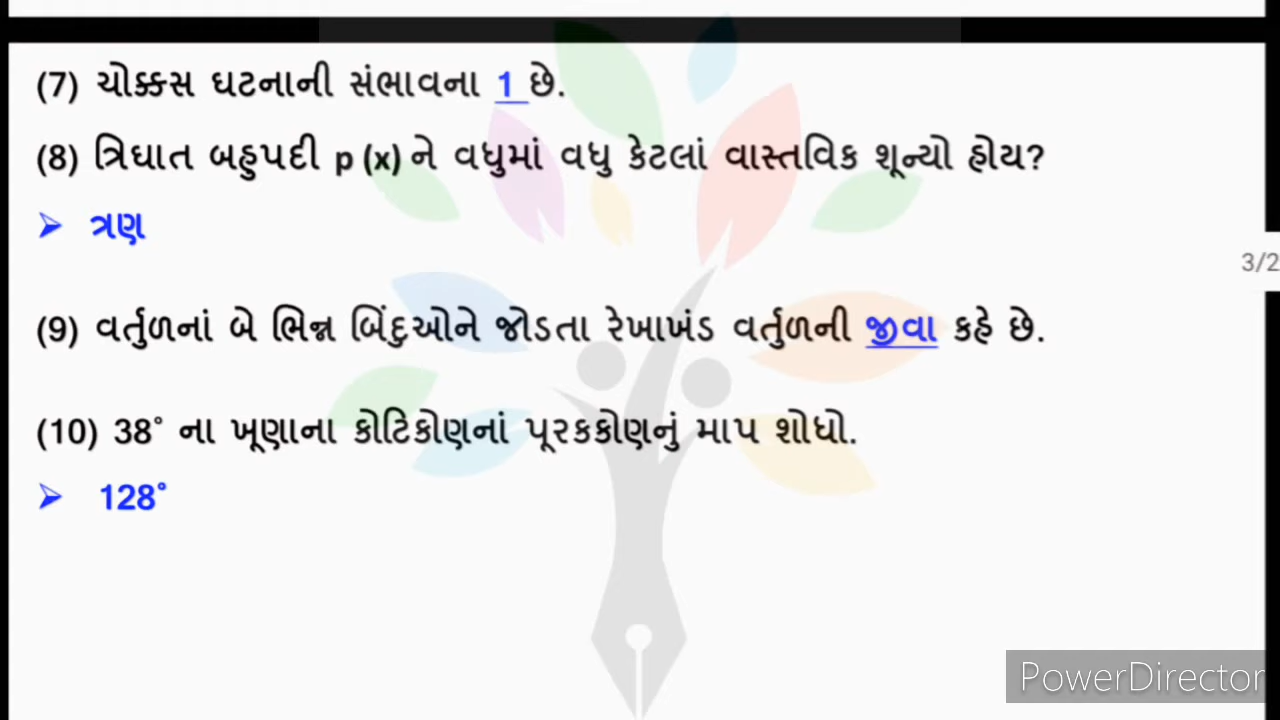 (7) ચોક્કસ ઘટનાની સંભાવના 1 છે.
(8) ત્રિઘાત બહુપદી p (x) ને વધુમાં વધુ કેટલાં વાસ્તવિક શૂન્યો હોય?
➢ ત્રણ
3/2
(9) વર્તુળનાં બે ભિન્ન બિંદુઓને જોડતા રેખાખંડ વર્તુળની જીવા કહે છે.
(10) 38° ના ખૂણાના કોટિકોણનાં પૂરકકોણનું માપ શોધો.
➢ 128°
PowerDirector